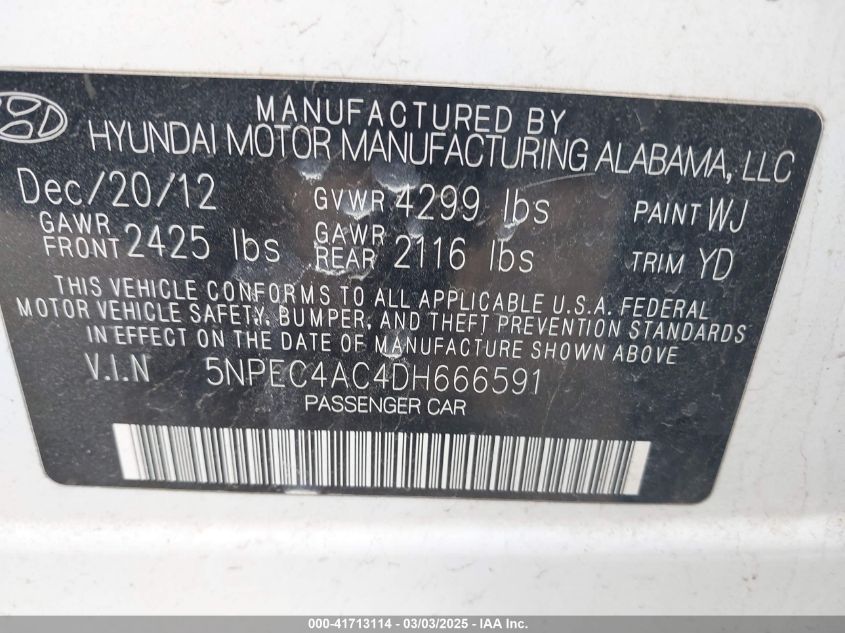 MANUFACTURED BY
HYUNDAI MOTOR MANUFACTURING ALABAMA, LLC
Dec/20/12 GVWR 4299 lbs PAINT WJ
GAWR FRONT 2425 lbs GAWR REAR 2116 lbs TRIM YD
THIS VEHICLE CONFORMS TO ALL APPLICABLE U.S.A. FEDERAL
MOTOR VEHICLE SAFETY, BUMPER, AND THEFT PREVENTION STANDARDS
IN EFFECT ON THE DATE OF MANUFACTURE SHOWN ABOVE
V.I.N 5NPEC4AC4DH666591
PASSENGER CAR
000-41713114 - 03/03/2025 - IAA Inc.